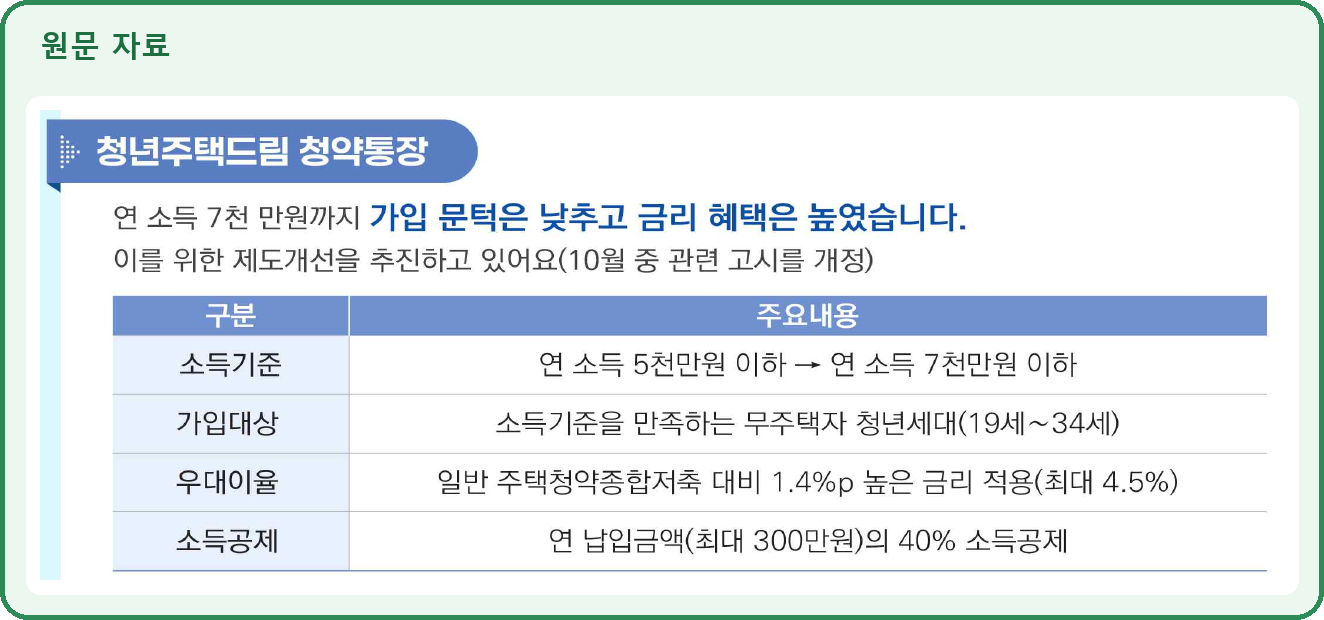 원문 자료
청년주택드림 청약통장
연 소득 7천 만원까지 가입 문턱은 낮추고 금리 혜택은 높였습니다.
이를 위한 제도개선을 추진하고 있어요(10월 중 관련 고시를 개정)
구분 주요내용
소득기준 연 소득 5천만원 이하 → 연 소득 7천만원 이하
가입대상 소득기준을 만족하는 무주택자 청년세대(19세~34세)
우대이율 일반 주택청약종합저축 대비 1.4%p 높은 금리 적용(최대 4.5%)
소득공제 연 납입금액(최대 300만원)의 40% 소득공제